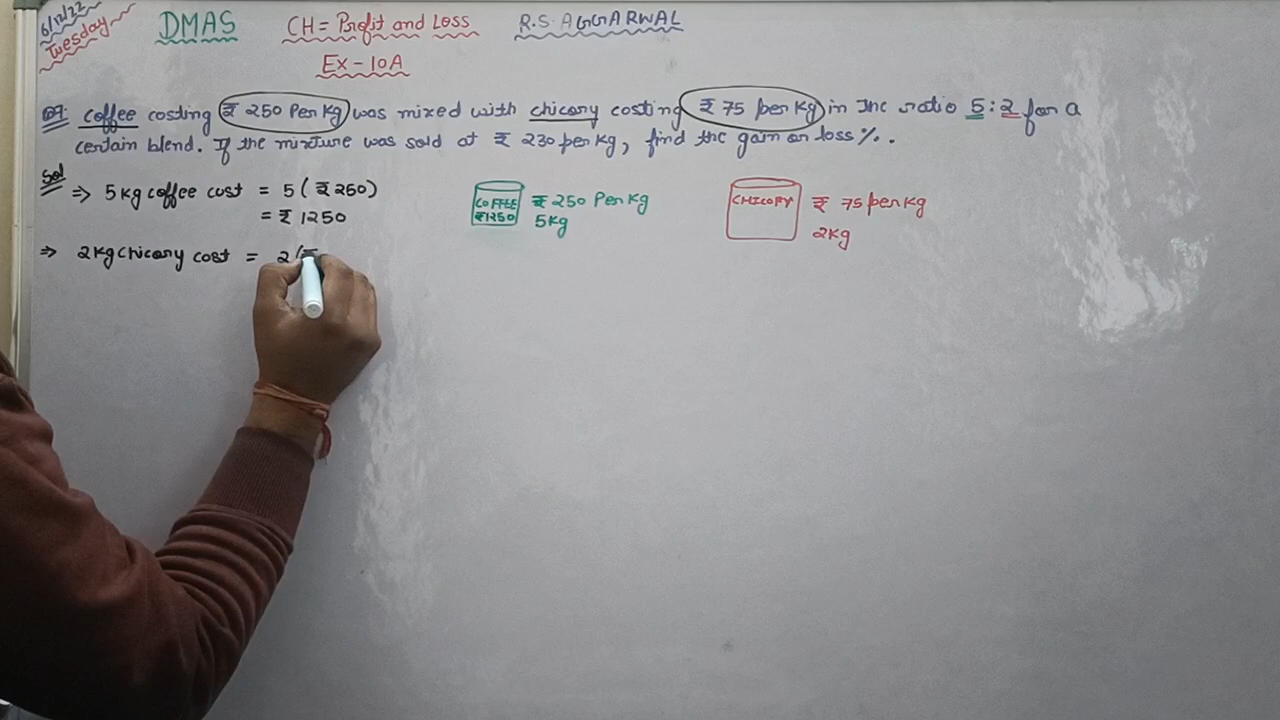 6/12/22
Tuesday
DMAS
CH = Profit and Loss
R.S. AGGARWAL
Ex-10A
Q7. coffee costing ₹ 250 Per Kg was mixed with chicory costing ₹ 75 per Kg in the ratio 5:2 for a
certain blend. If the mixture was sold at ₹ 230 per Kg, find the gain or loss %.
Sol
⇒ 5 Kg coffee cost = 5 ( ₹ 250)
= ₹ 1250
⇒ 2 Kg chicory cost = 2 ( ₹
COFFEE
₹1250
₹ 250 Per Kg
5Kg
CHICORY
₹ 75 per Kg
2Kg